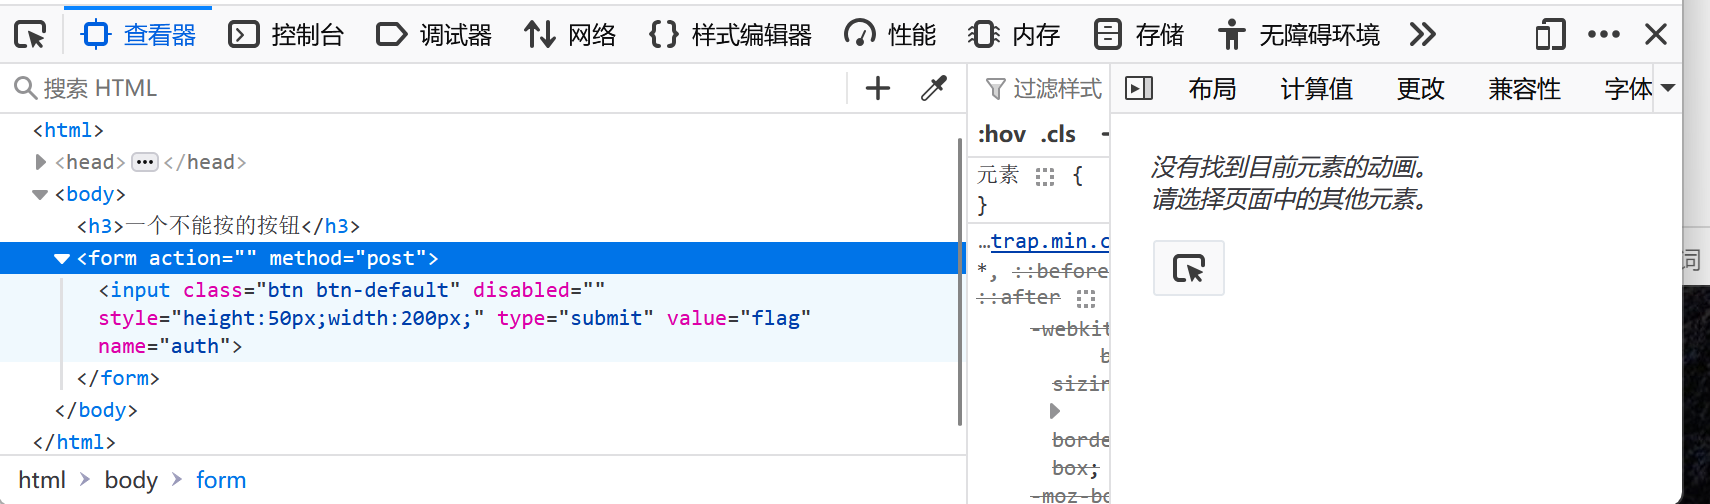 查看器 控制台 调试器 网络 {} 样式编辑器 性能 内存 存储 无障碍环境
搜索 HTML
<html>
<head> ••• </head>
<body>
<h3>一个不能按的按钮</h3>
<form action="" method="post">
<input class="btn btn-default" disabled=""
style="height:50px;width:200px;" type="submit" value="flag"
name="auth">
</form>
</body>
</html>
html > body > form
过滤样式
:hov .cls
元素 {
}
…trap.min.c
*, ::before
::after
-webkit
b
sizin
borde
box;
-moz-bo
布局 计算值 更改 兼容性 字体
没有找到目前元素的动画。
请选择页面中的其他元素。
词